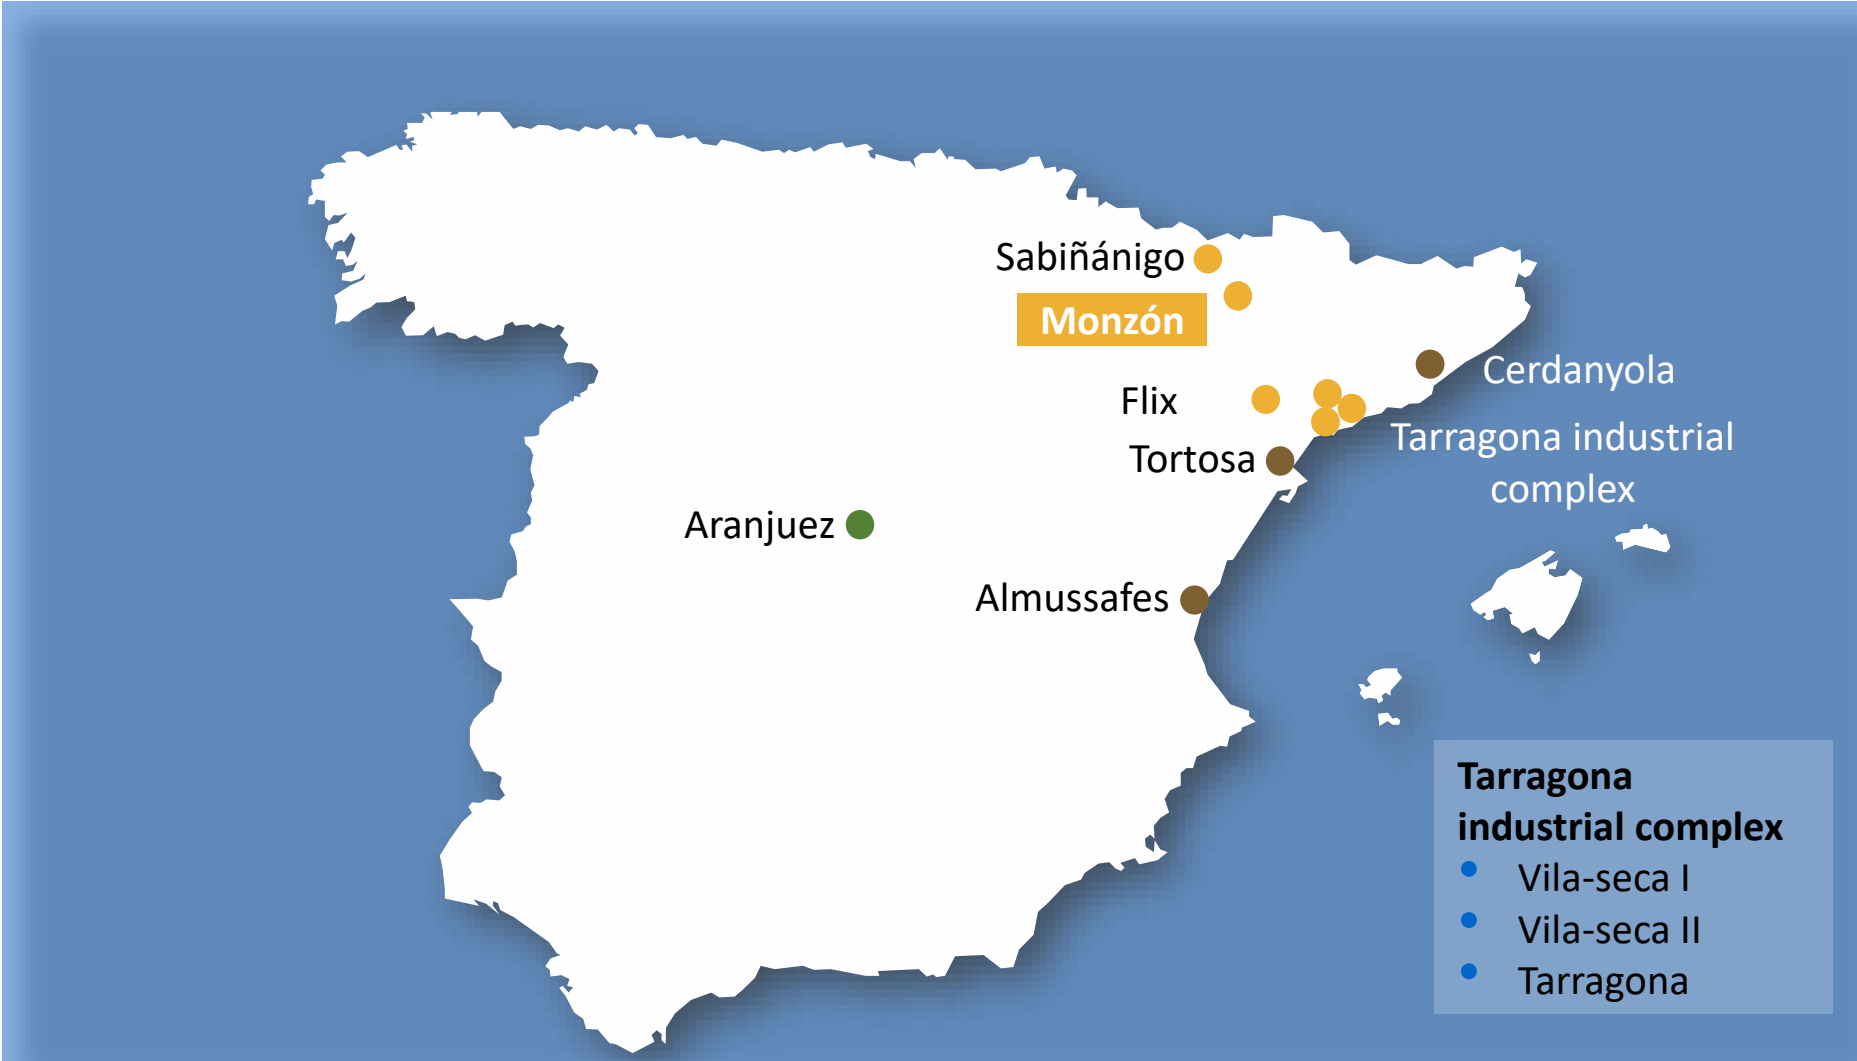 Sabiñánigo
Monzón
Cerdanyola
Flix
Tarragona industrial
complex
Tortosa
Aranjuez
Almussafes
Tarragona
industrial complex
• Vila-seca I
• Vila-seca II
• Tarragona